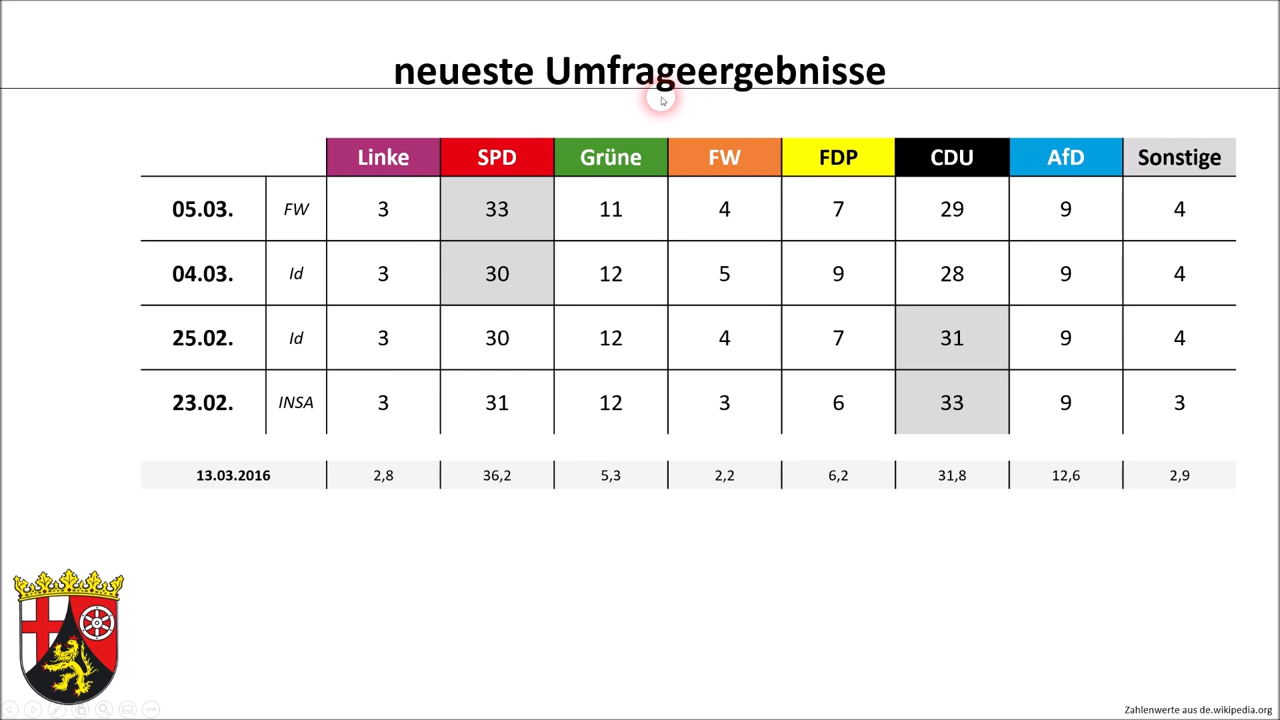 neueste Umfrageergebnisse
Linke SPD Grüne FW FDP CDU AfD Sonstige
05.03. FW 3 33 11 4 7 29 9 4
04.03. Id 3 30 12 5 9 28 9 4
25.02. Id 3 30 12 4 7 31 9 4
23.02. INSA 3 31 12 3 6 33 9 3
13.03.2016 2,8 36,2 5,3 2,2 6,2 31,8 12,6 2,9
Zahlenwerte aus de.wikipedia.org